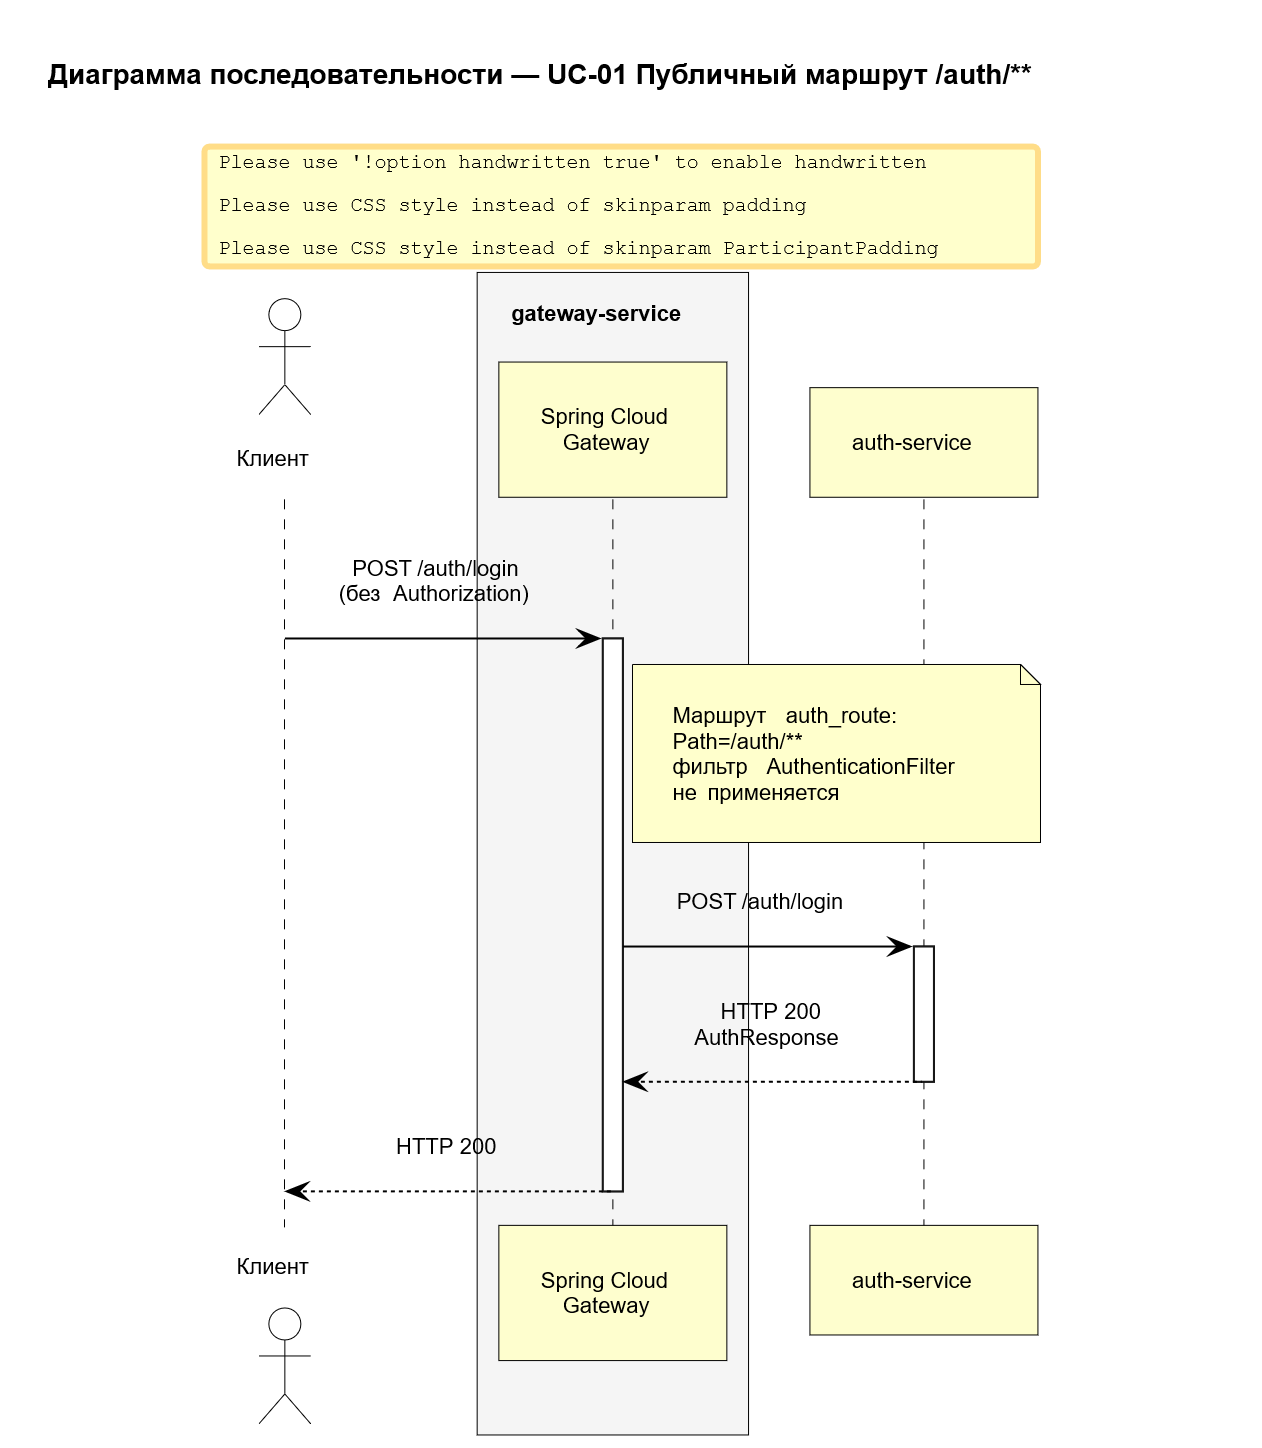 Диаграмма последовательности — UC-01 Публичный маршрут /auth/**
Please use '!option handwritten true' to enable handwritten
Please use CSS style instead of skinparam padding
Please use CSS style instead of skinparam ParticipantPadding
gateway-service
Клиент
Spring Cloud
Gateway
auth-service
POST /auth/login
(без Authorization)
Маршрут auth_route:
Path=/auth/**
фильтр AuthenticationFilter
не применяется
POST /auth/login
HTTP 200
AuthResponse
HTTP 200
Клиент
Spring Cloud
Gateway
auth-service